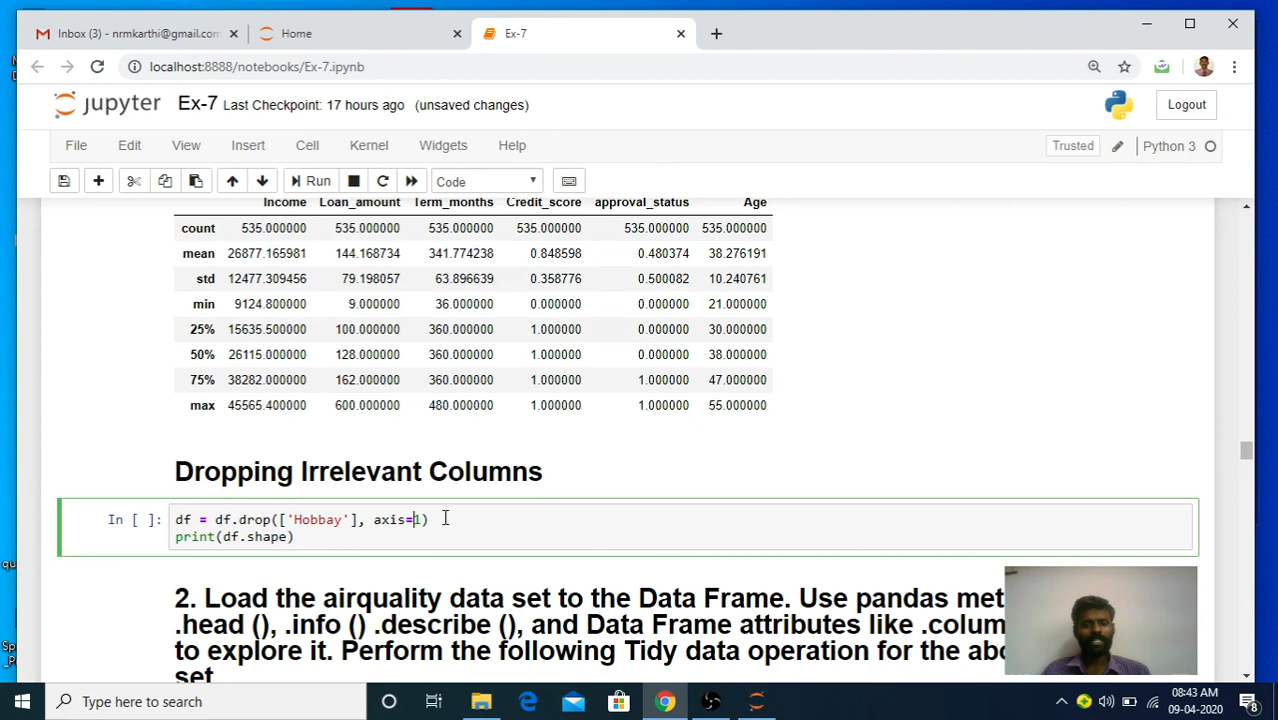 Inbox (3) - nrmkarthi@gmail.com
Home
Ex-7
localhost:8888/notebooks/Ex-7.ipynb
jupyter Ex-7 Last Checkpoint: 17 hours ago (unsaved changes)
Logout
File Edit View Insert Cell Kernel Widgets Help
Trusted Python 3
Run Code
Income Loan_amount Term_months Credit_score approval_status Age
count 535.000000 535.000000 535.000000 535.000000 535.000000 535.000000
mean 26877.165981 144.168734 341.774238 0.848598 0.480374 38.276191
std 12477.309456 79.198057 63.896639 0.358776 0.500082 10.240761
min 9124.800000 9.000000 36.000000 0.000000 0.000000 21.000000
25% 15635.500000 100.000000 360.000000 1.000000 0.000000 30.000000
50% 26115.000000 128.000000 360.000000 1.000000 0.000000 38.000000
75% 38282.000000 162.000000 360.000000 1.000000 1.000000 47.000000
max 45565.400000 600.000000 480.000000 1.000000 1.000000 55.000000
Dropping Irrelevant Columns
In [ ]: df = df.drop(['Hobbay'], axis=1)
print(df.shape)
2. Load the airquality data set to the Data Frame. Use pandas met
.head (), .info () .describe (), and Data Frame attributes like .colum
to explore it. Perform the following Tidy data operation for the abo
set
Type here to search
08:43 AM
09-04-2020
8